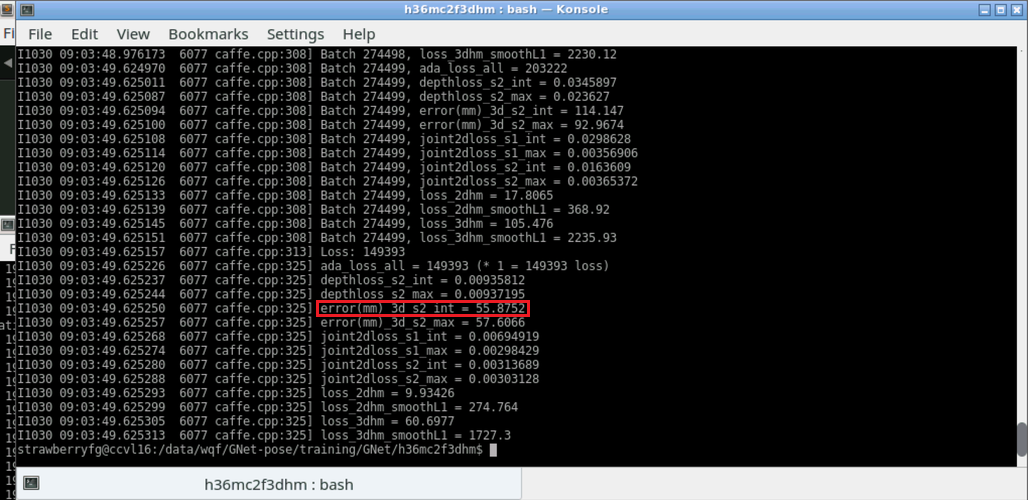 h36mc2f3dhm : bash — Konsole
File Edit View Bookmarks Settings Help
I1030 09:03:48.976173 6077 caffe.cpp:308] Batch 274498, loss_3dhm_smoothL1 = 2230.12
I1030 09:03:49.624970 6077 caffe.cpp:308] Batch 274499, ada_loss_all = 203222
I1030 09:03:49.625011 6077 caffe.cpp:308] Batch 274499, depthloss_s2_int = 0.0345897
I1030 09:03:49.625087 6077 caffe.cpp:308] Batch 274499, depthloss_s2_max = 0.023627
I1030 09:03:49.625094 6077 caffe.cpp:308] Batch 274499, error(mm)_3d_s2_int = 114.147
I1030 09:03:49.625100 6077 caffe.cpp:308] Batch 274499, error(mm)_3d_s2_max = 92.9674
I1030 09:03:49.625108 6077 caffe.cpp:308] Batch 274499, joint2dloss_s1_int = 0.0298628
I1030 09:03:49.625114 6077 caffe.cpp:308] Batch 274499, joint2dloss_s1_max = 0.00356906
I1030 09:03:49.625120 6077 caffe.cpp:308] Batch 274499, joint2dloss_s2_int = 0.0163609
I1030 09:03:49.625126 6077 caffe.cpp:308] Batch 274499, joint2dloss_s2_max = 0.00365372
I1030 09:03:49.625133 6077 caffe.cpp:308] Batch 274499, loss_2dhm = 17.8065
I1030 09:03:49.625139 6077 caffe.cpp:308] Batch 274499, loss_2dhm_smoothL1 = 368.92
I1030 09:03:49.625145 6077 caffe.cpp:308] Batch 274499, loss_3dhm = 105.476
I1030 09:03:49.625151 6077 caffe.cpp:308] Batch 274499, loss_3dhm_smoothL1 = 2235.93
I1030 09:03:49.625157 6077 caffe.cpp:313] Loss: 149393
I1030 09:03:49.625226 6077 caffe.cpp:325] ada_loss_all = 149393 (* 1 = 149393 loss)
I1030 09:03:49.625237 6077 caffe.cpp:325] depthloss_s2_int = 0.00935812
I1030 09:03:49.625244 6077 caffe.cpp:325] depthloss_s2_max = 0.00937195
I1030 09:03:49.625250 6077 caffe.cpp:325] error(mm)_3d_s2_int = 55.8752
I1030 09:03:49.625257 6077 caffe.cpp:325] error(mm)_3d_s2_max = 57.6066
I1030 09:03:49.625268 6077 caffe.cpp:325] joint2dloss_s1_int = 0.00694919
I1030 09:03:49.625274 6077 caffe.cpp:325] joint2dloss_s1_max = 0.00298429
I1030 09:03:49.625280 6077 caffe.cpp:325] joint2dloss_s2_int = 0.00313689
I1030 09:03:49.625288 6077 caffe.cpp:325] joint2dloss_s2_max = 0.00303128
I1030 09:03:49.625293 6077 caffe.cpp:325] loss_2dhm = 9.93426
I1030 09:03:49.625299 6077 caffe.cpp:325] loss_2dhm_smoothL1 = 274.764
I1030 09:03:49.625305 6077 caffe.cpp:325] loss_3dhm = 60.6977
I1030 09:03:49.625313 6077 caffe.cpp:325] loss_3dhm_smoothL1 = 1727.3
strawberryfg@ccvl16:/data/wqf/GNet-pose/training/GNet/h36mc2f3dhm$
h36mc2f3dhm : bash